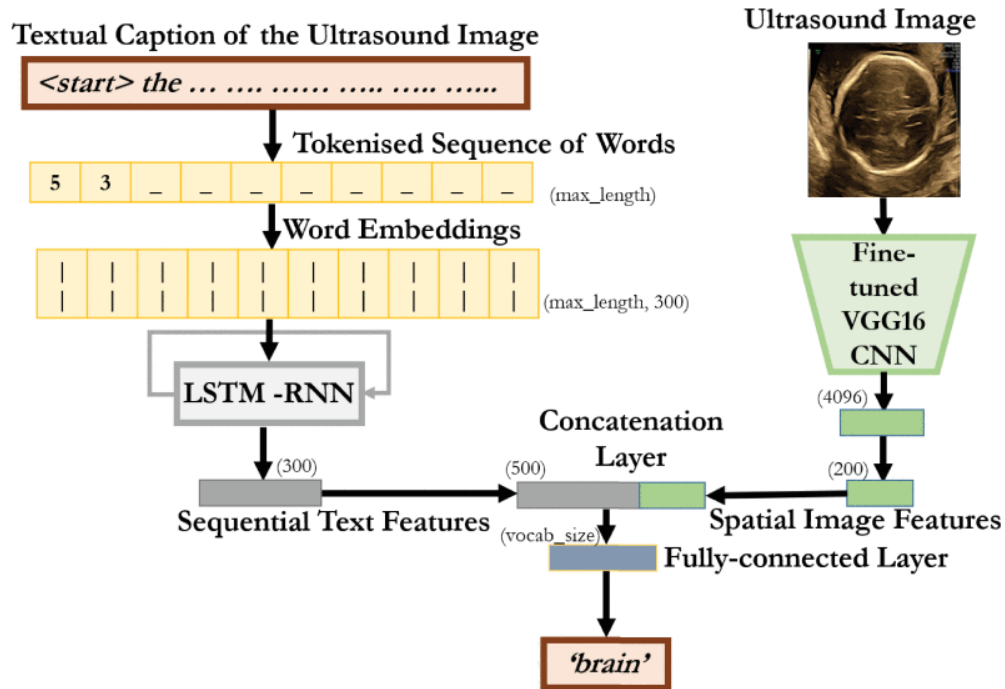 Textual Caption of the Ultrasound Image
<start> the … …. …… ….. ….. …...
Tokenised Sequence of Words
5 3 _ _ _ _ _ _ _ _
(max_length)
Word Embeddings
(max_length, 300)
LSTM -RNN
(300)
Sequential Text Features
Ultrasound Image
Fine-
tuned
VGG16
CNN
(4096)
(200)
Spatial Image Features
Concatenation
Layer
(500)
(vocab_size)
Fully-connected Layer
‘brain’